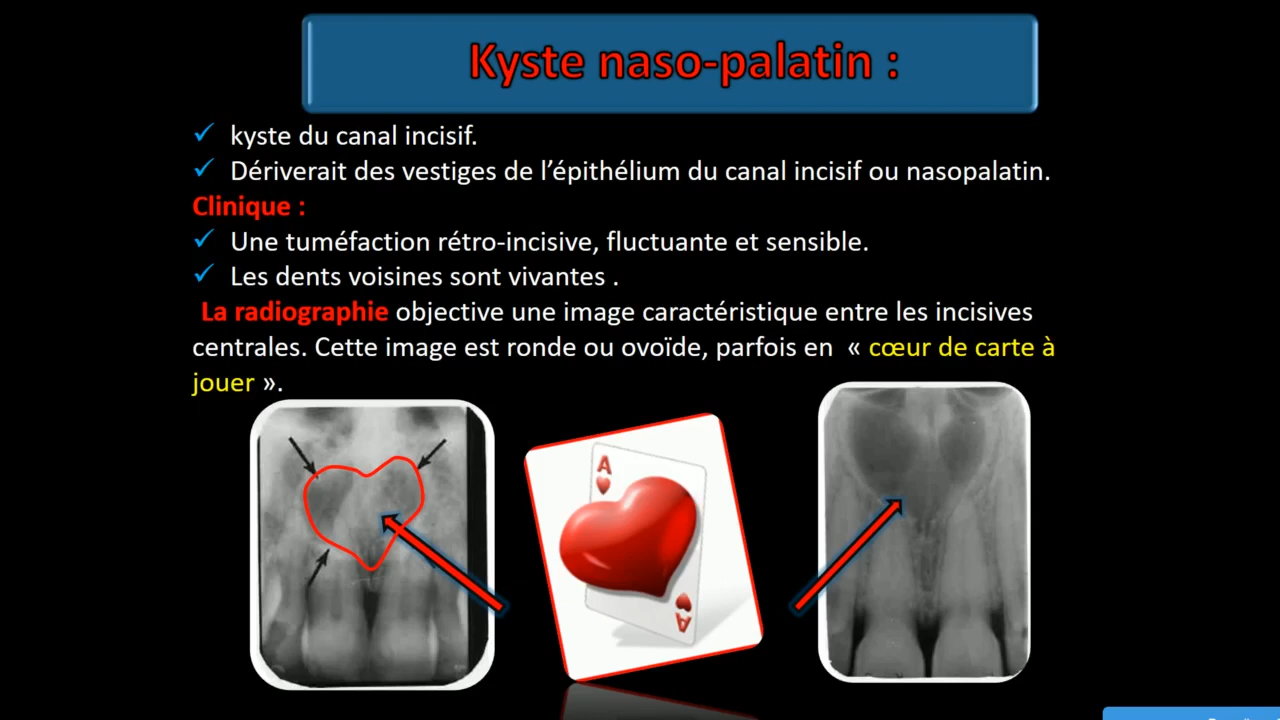 Kyste naso-palatin :
✓ kyste du canal incisif.
✓ Dériverait des vestiges de l’épithélium du canal incisif ou nasopalatin.
Clinique :
✓ Une tuméfaction rétro-incisive, fluctuante et sensible.
✓ Les dents voisines sont vivantes .
La radiographie objective une image caractéristique entre les incisives
centrales. Cette image est ronde ou ovoïde, parfois en « cœur de carte à
jouer ».
A
A